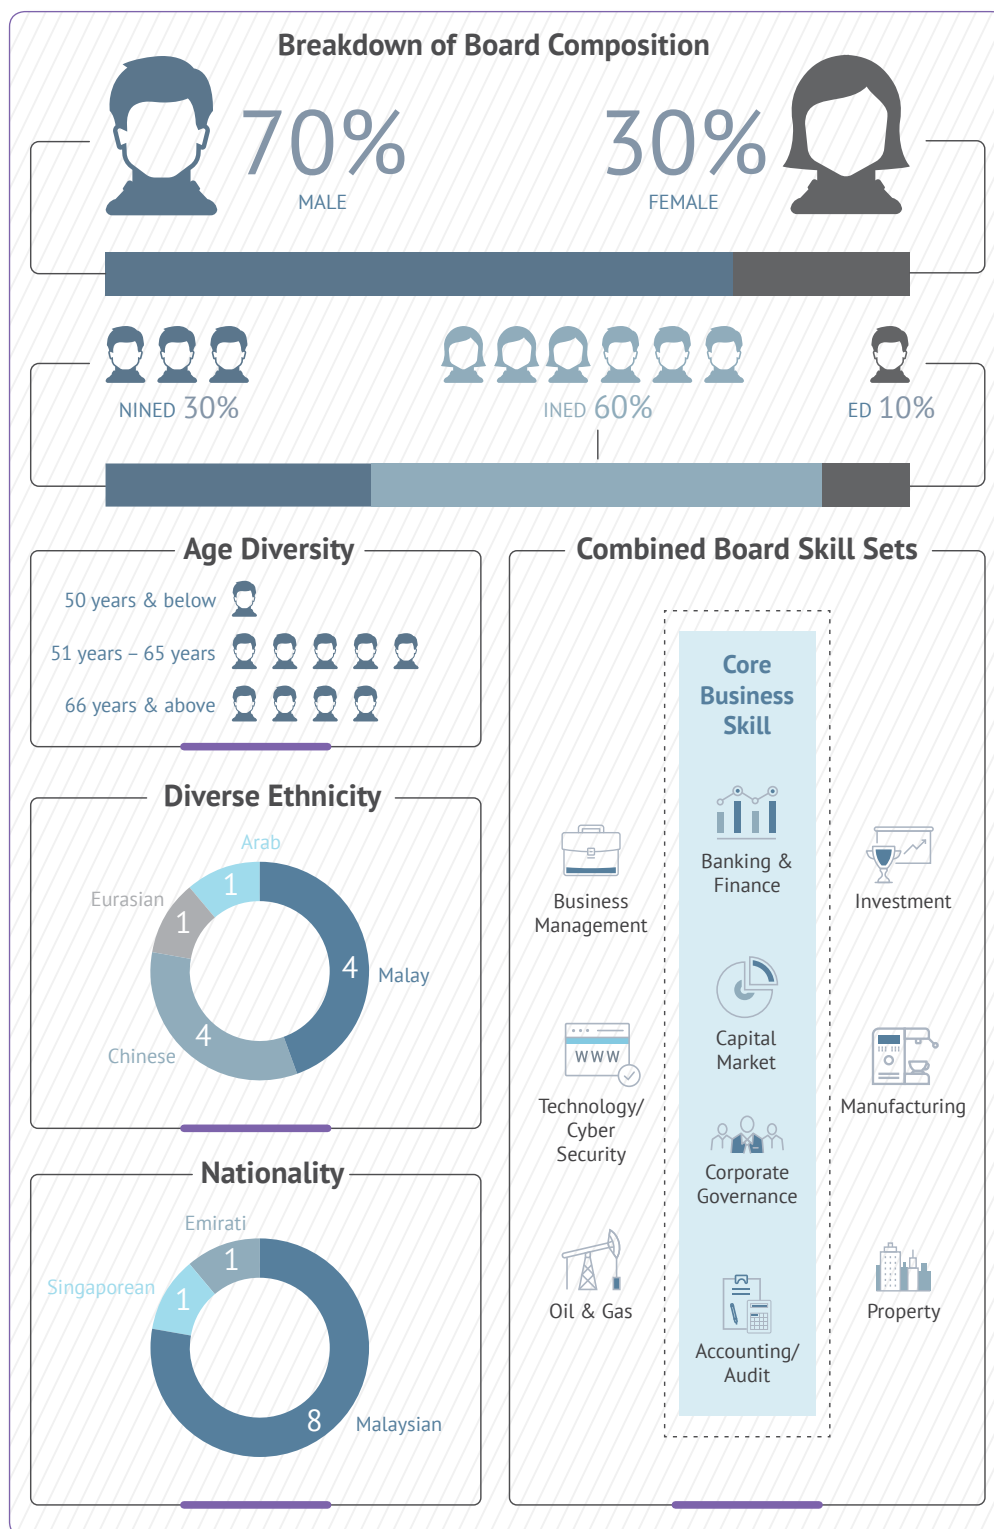 Breakdown of Board Composition
70%
MALE
30%
FEMALE
NINED 30%
INED 60%
ED 10%
Age Diversity
50 years & below
51 years – 65 years
66 years & above
Diverse Ethnicity
Arab
1
Eurasian
1
4
Malay
4
Chinese
Nationality
Emirati
1
Singaporean
1
8
Malaysian
Combined Board Skill Sets
Core
Business
Skill
Banking &
Finance
Capital
Market
Corporate
Governance
Accounting/
Audit
Business
Management
WWW
Technology/
Cyber
Security
Oil & Gas
Investment
Manufacturing
Property